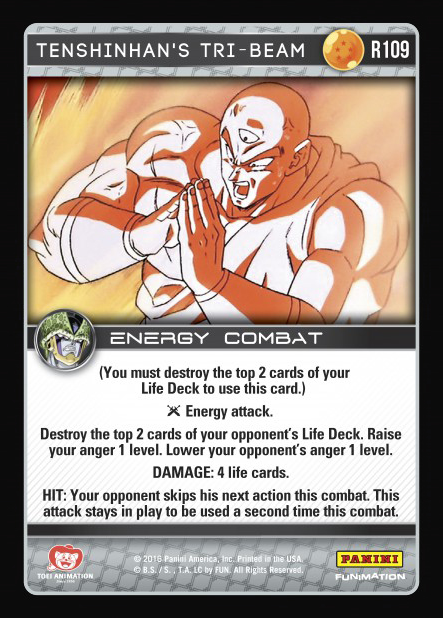 TENSHINHAN'S TRI-BEAM R109
ENERGY COMBAT
(You must destroy the top 2 cards of your
Life Deck to use this card.)
Energy attack.
Destroy the top 2 cards of your opponent's Life Deck. Raise
your anger 1 level. Lower your opponent's anger 1 level.
DAMAGE: 4 life cards.
HIT: Your opponent skips his next action this combat. This
attack stays in play to be used a second time this combat.
TOEI ANIMATION
© 2016 Panini America, Inc. Printed in the USA.
© B.S. / S. , T.A. LC by FUN. All Rights Reserved.
PANINI
FUNIMATION